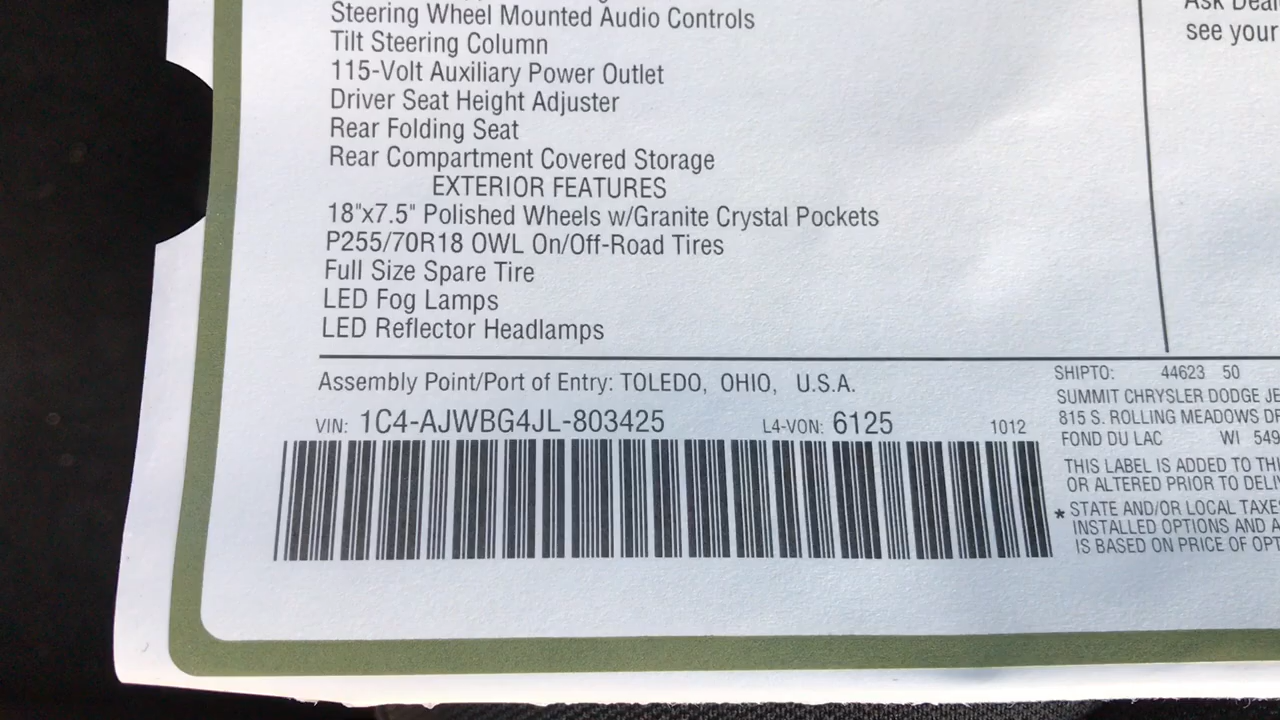 Steering Wheel Mounted Audio Controls
Tilt Steering Column
115-Volt Auxiliary Power Outlet
Driver Seat Height Adjuster
Rear Folding Seat
Rear Compartment Covered Storage
EXTERIOR FEATURES
18"x7.5" Polished Wheels w/Granite Crystal Pockets
P255/70R18 OWL On/Off-Road Tires
Full Size Spare Tire
LED Fog Lamps
LED Reflector Headlamps
Assembly Point/Port of Entry: TOLEDO, OHIO, U.S.A.
VIN: 1C4-AJWBG4JL-803425 L4-VON: 6125 1012
Ask
see your
SHIPTO: 44623 50
SUMMIT CHRYSLER DODGE
815 S. ROLLING MEADOWS
FOND DU LAC WI 549
THIS LABEL IS ADDED TO
OR ALTERED PRIOR TO
* STATE AND/OR LOCAL
INSTALLED OPTIONS AND
IS BASED ON PRICE OF